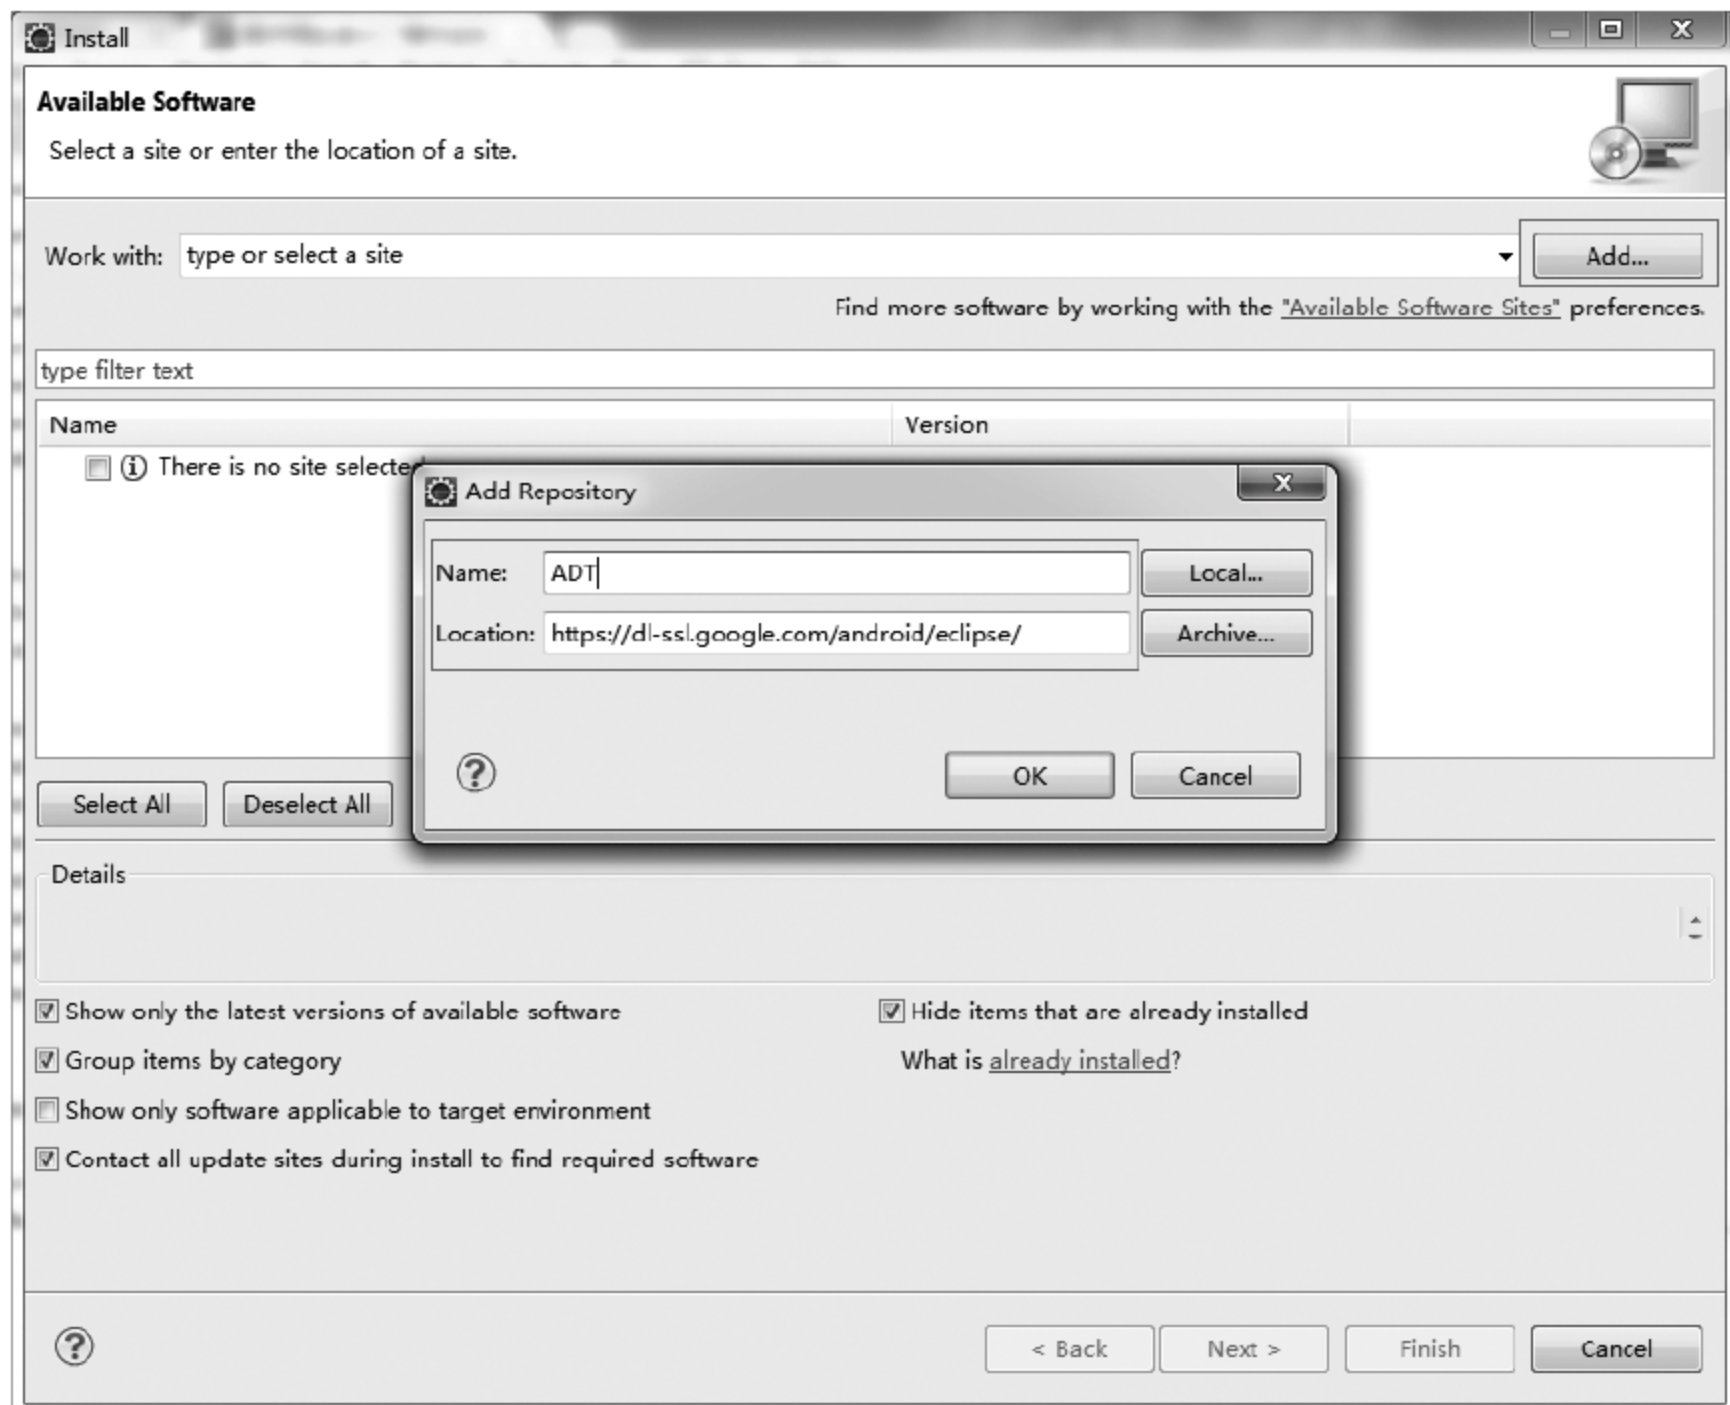 Install
Available Software
Select a site or enter the location of a site.
Work with: type or select a site Add...
Find more software by working with the "Available Software Sites" preferences.
type filter text
Name Version
There is no site selected
Add Repository
Name: ADT Local...
Location: https://dl-ssl.google.com/android/eclipse/ Archive...
OK Cancel
Select All Deselect All
Details
Show only the latest versions of available software Hide items that are already installed
Group items by category What is already installed?
Show only software applicable to target environment
Contact all update sites during install to find required software
< Back Next > Finish Cancel